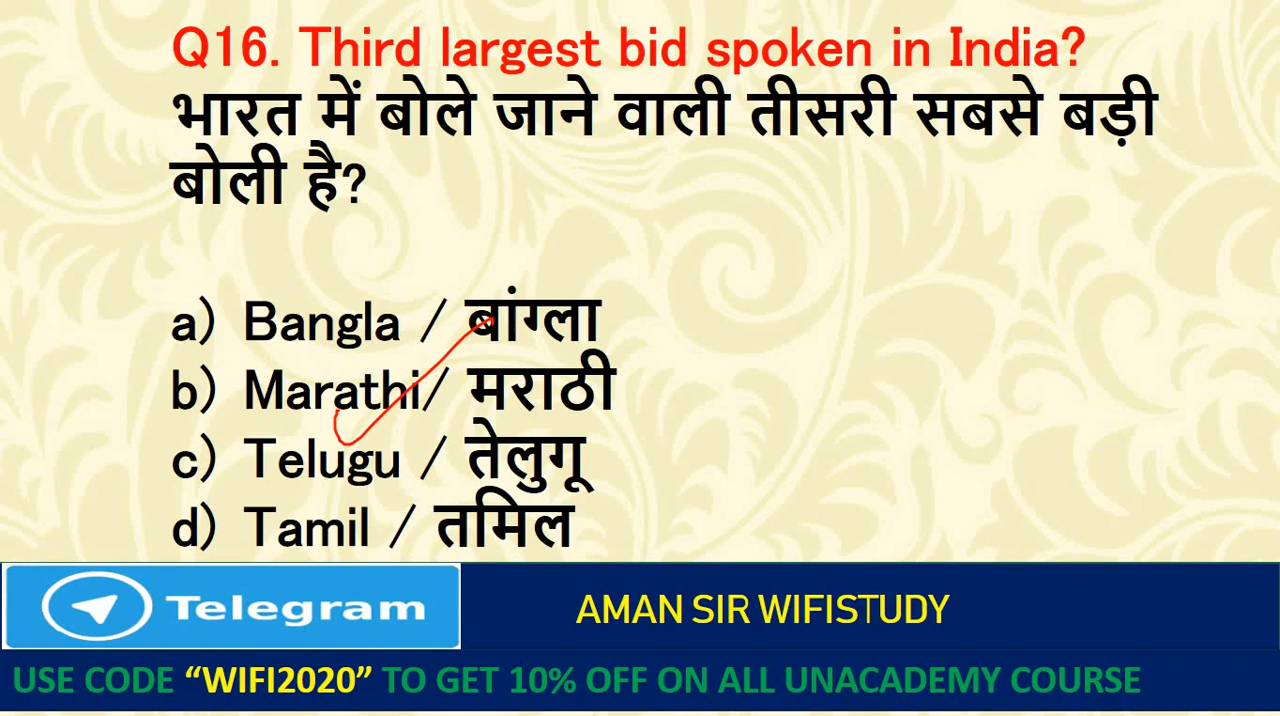 Q16. Third largest bid spoken in India?
भारत में बोले जाने वाली तीसरी सबसे बड़ी
बोली है?
a) Bangla / बांग्ला
b) Marathi/ मराठी
c) Telugu / तेलुगू
d) Tamil / तमिल
Telegram
AMAN SIR WIFISTUDY
USE CODE “WIFI2020” TO GET 10% OFF ON ALL UNACADEMY COURSE